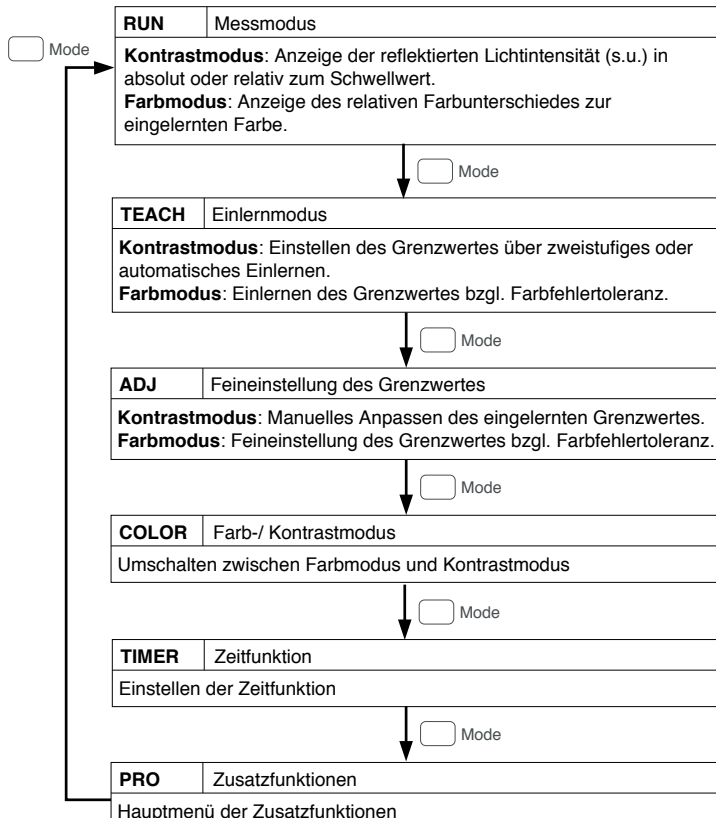 RUN Messmodus
Mode
Kontrastmodus: Anzeige der reflektierten Lichtintensität (s.u.) in
absolut oder relativ zum Schwellwert.
Farbmodus: Anzeige des relativen Farbunterschiedes zur
eingelernten Farbe.
Mode
TEACH Einlernmodus
Kontrastmodus: Einstellen des Grenzwertes über zweistufiges oder
automatisches Einlernen.
Farbmodus: Einlernen des Grenzwertes bzgl. Farbfehlertoleranz.
Mode
ADJ Feineinstellung des Grenzwertes
Kontrastmodus: Manuelles Anpassen des eingelernten Grenzwertes.
Farbmodus: Feineinstellung des Grenzwertes bzgl. Farbfehlertoleranz.
Mode
COLOR Farb-/ Kontrastmodus
Umschalten zwischen Farbmodus und Kontrastmodus
Mode
TIMER Zeitfunktion
Einstellen der Zeitfunktion
Mode
PRO Zusatzfunktionen
Hauptmenü der Zusatzfunktionen